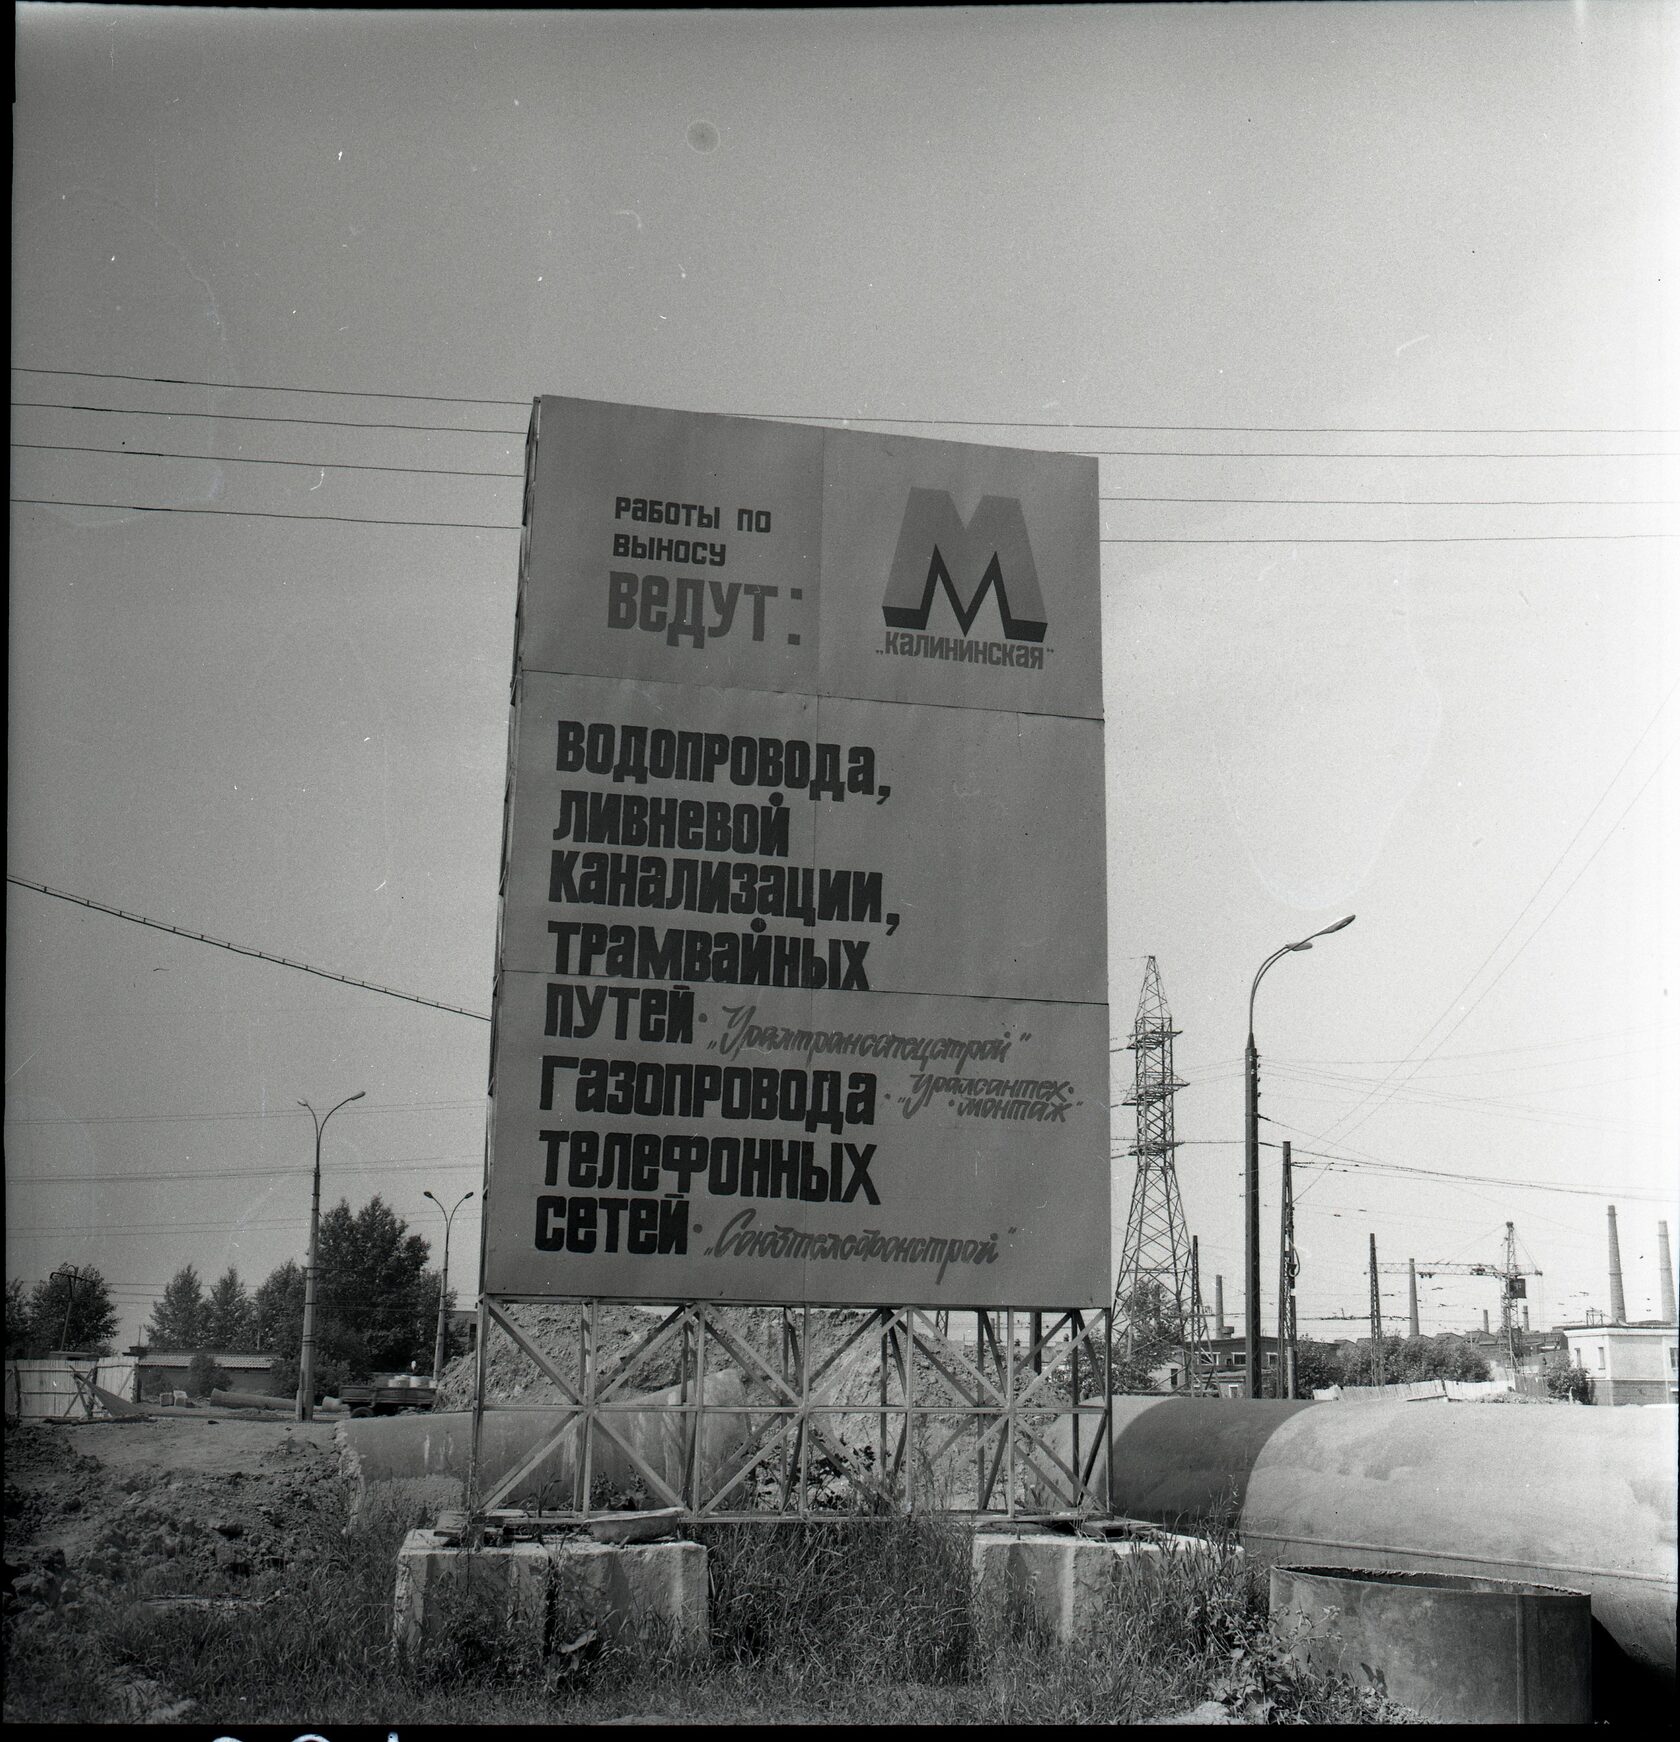 Работы по
выносу
ведут:
М
„Калининская“
водопровода,
ливневой
канализации,
трамвайных
путей · „Уралтрансспецстрой“
газопровода · „Уралсантех·
·монтаж“
телефонных
сетей · „Союзтелефонстрой“